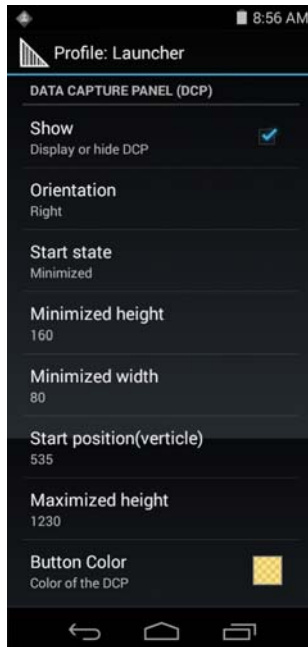 8:56 AM
Profile: Launcher
DATA CAPTURE PANEL (DCP)
Show
Display or hide DCP
Orientation
Right
Start state
Minimized
Minimized height
160
Minimized width
80
Start position(verticle)
535
Maximized height
1230
Button Color
Color of the DCP